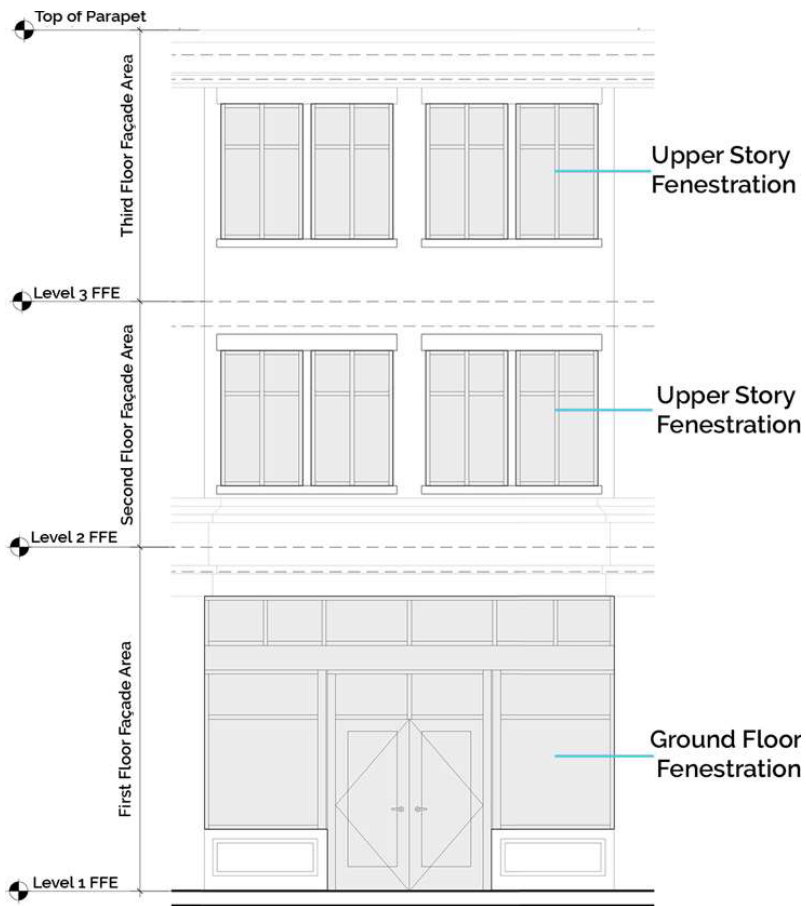 Top of Parapet
Third Floor Façade Area
Upper Story
Fenestration
Level 3 FFE
Second Floor Façade Area
Upper Story
Fenestration
Level 2 FFE
First Floor Façade Area
Ground Floor
Fenestration
Level 1 FFE